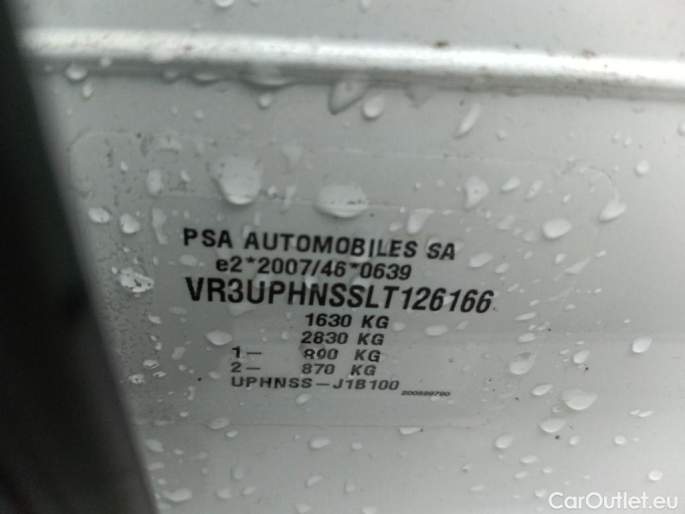 PSA AUTOMOBILES SA
e2*2007/46*0639
VR3UPHNSSLT126166
1630 KG
2830 KG
1- KG
2- 870 KG
UPHNSS-J1B100
CarOutlet.eu